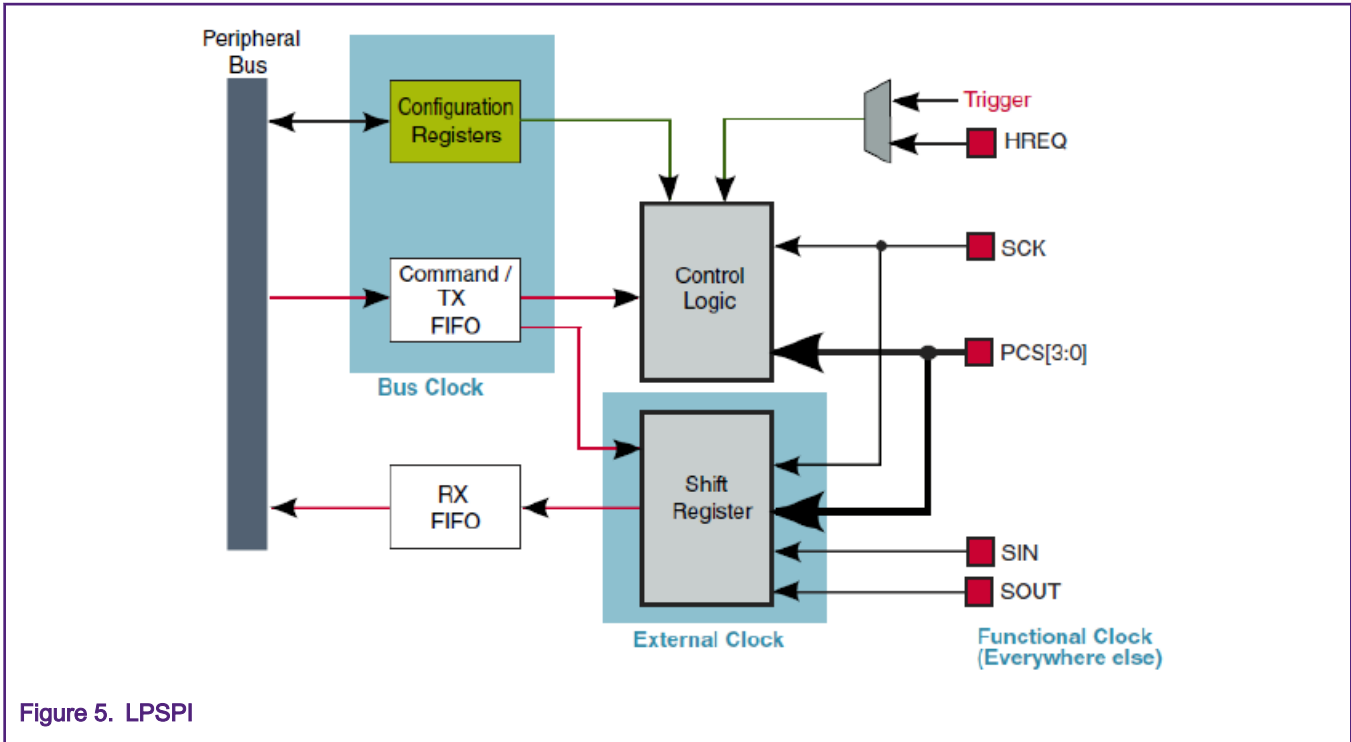 Peripheral
Bus
Configuration
Registers
Trigger
HREQ
Command /
TX
FIFO
Control
Logic
SCK
PCS[3:0]
Bus Clock
RX
FIFO
Shift
Register
SIN
SOUT
External Clock
Functional Clock
(Everywhere else)
Figure 5. LPSPI